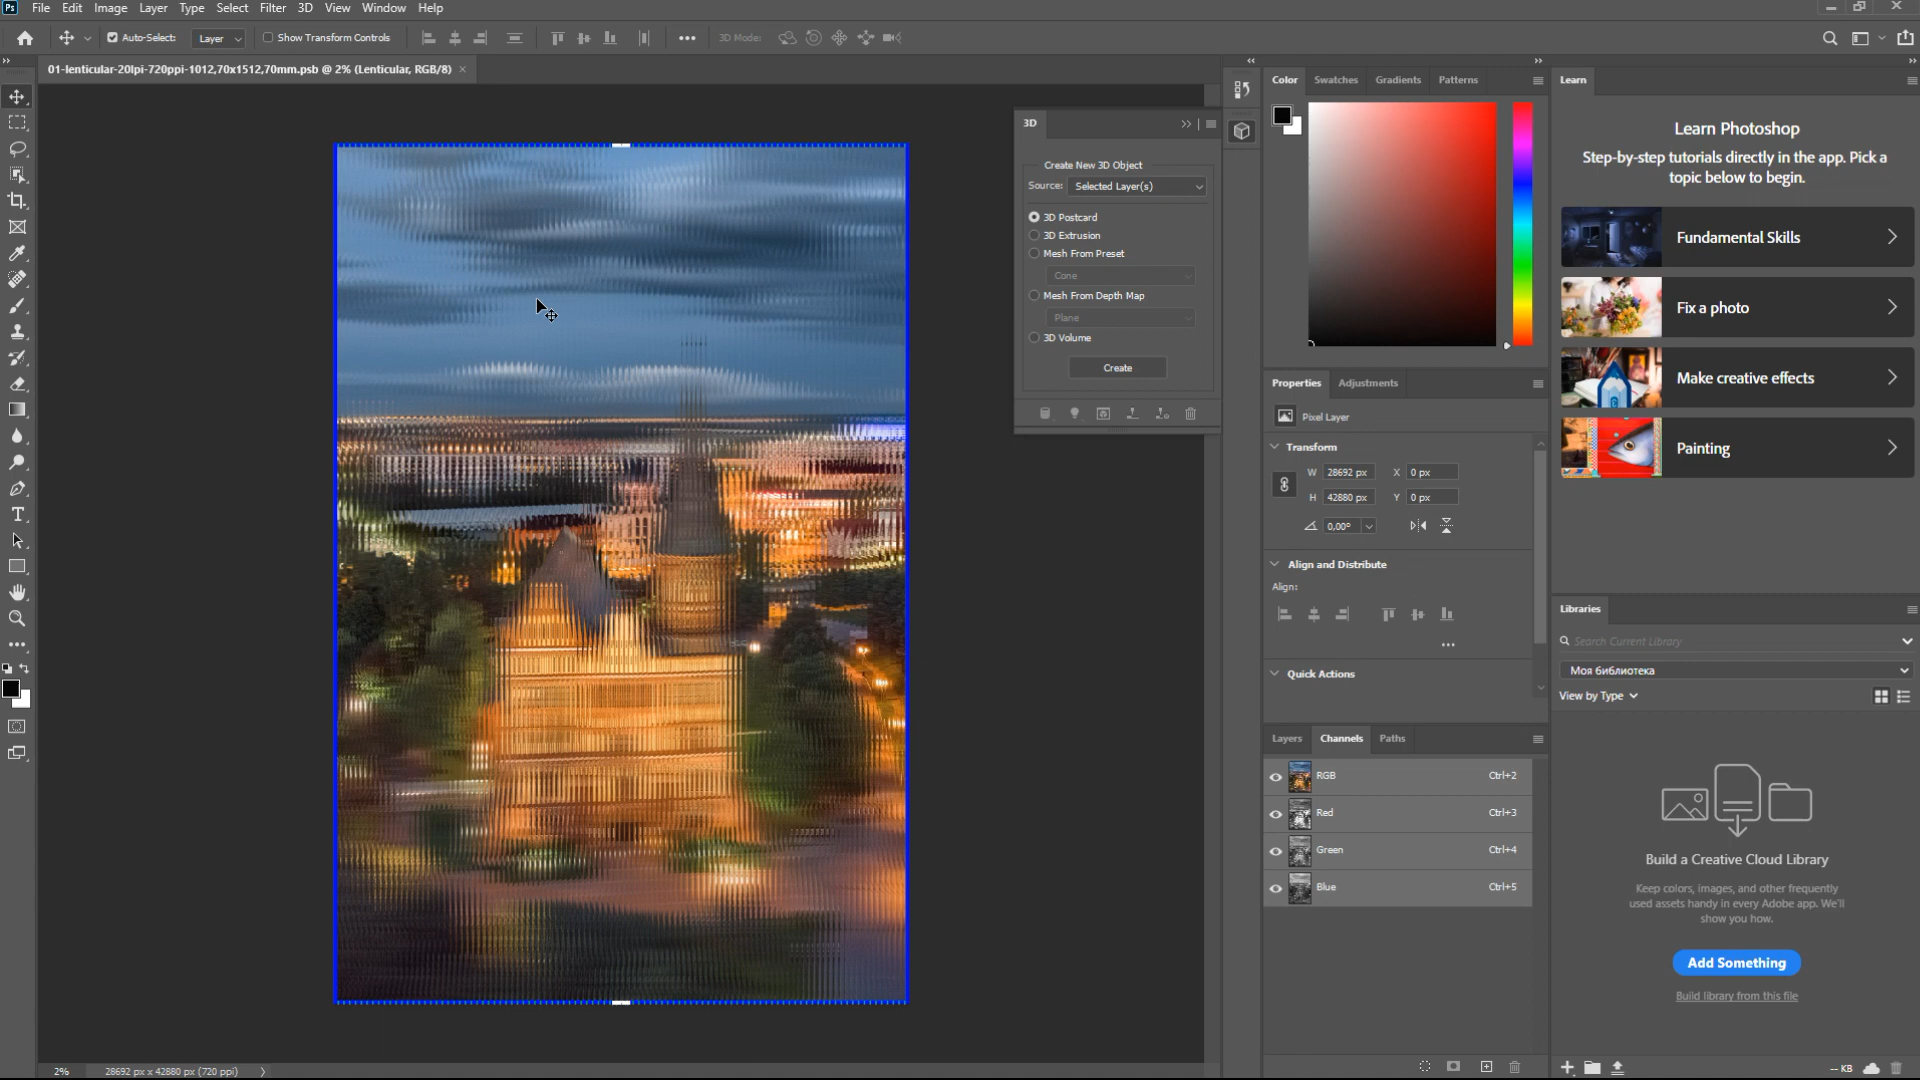 Ps File Edit Image Layer Type Select Filter 3D View Window Help
Auto-Select: Layer Show Transform Controls 3D Mode:
01-lenticular-20lpi-720ppi-1012,70x1512,70mm.psb @ 2% (Lenticular, RGB/8)
3D
Create New 3D Object
Source: Selected Layer(s)
3D Postcard
3D Extrusion
Mesh From Preset
Cone
Mesh From Depth Map
Plane
3D Volume
Create
Color Swatches Gradients Patterns
Properties Adjustments
Pixel Layer
Transform
W 28692 px X 0 px
H 42880 px Y 0 px
0,00°
Align and Distribute
Align:
Quick Actions
Layers Channels Paths
RGB Ctrl+2
Red Ctrl+3
Green Ctrl+4
Blue Ctrl+5
Learn
Learn Photoshop
Step-by-step tutorials directly in the app. Pick a
topic below to begin.
Fundamental Skills
Fix a photo
Make creative effects
Painting
Libraries
Search Current Library
Моя библиотека
View by Type
Build a Creative Cloud Library
Keep colors, images, and other frequently
used assets handy in every Adobe app. We'll
show you how.
Add Something
Build library from this file
-- KB
2% 28692 px x 42880 px (720 ppi)